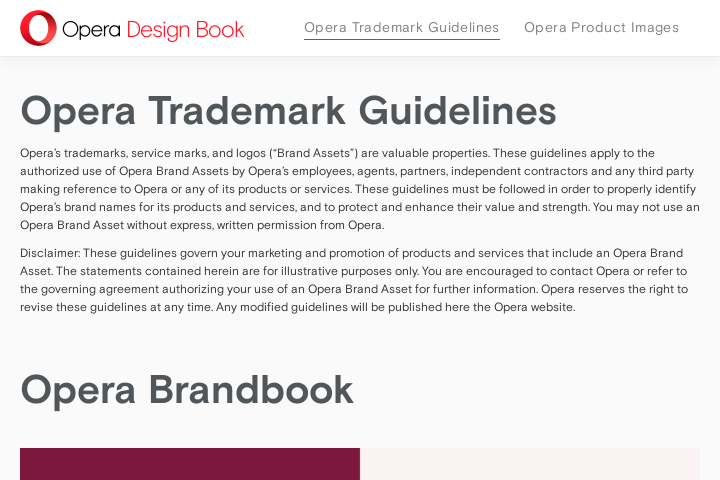 Opera Design Book
Opera Trademark Guidelines
Opera Product Images
Opera Trademark Guidelines
Opera's trademarks, service marks, and logos (“Brand Assets”) are valuable properties. These guidelines apply to the
authorized use of Opera Brand Assets by Opera's employees, agents, partners, independent contractors and any third party
making reference to Opera or any of its products or services. These guidelines must be followed in order to properly identify
Opera's brand names for its products and services, and to protect and enhance their value and strength. You may not use an
Opera Brand Asset without express, written permission from Opera.
Disclaimer: These guidelines govern your marketing and promotion of products and services that include an Opera Brand
Asset. The statements contained herein are for illustrative purposes only. You are encouraged to contact Opera or refer to
the governing agreement authorizing your use of an Opera Brand Asset for further information. Opera reserves the right to
revise these guidelines at any time. Any modified guidelines will be published here the Opera website.
Opera Brandbook